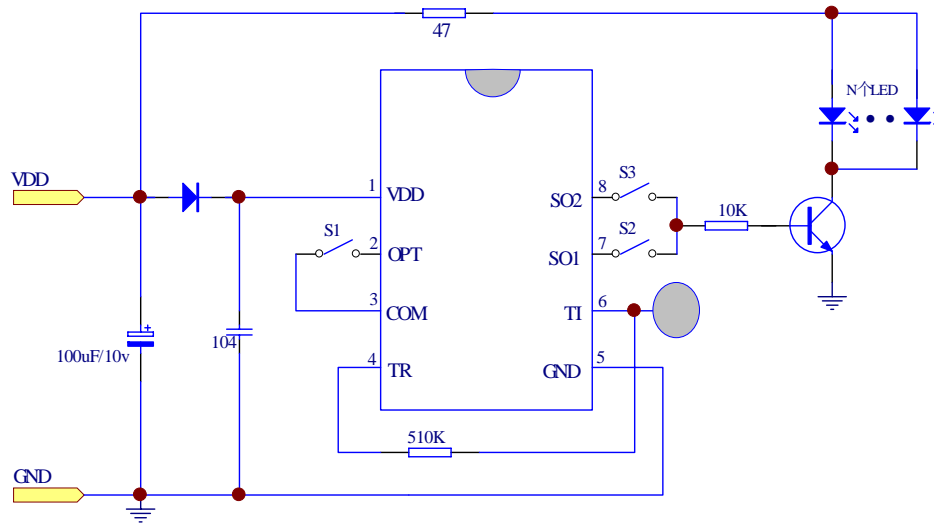 47
N个LED
VDD
1
VDD
8
S3
SO2
10K
S1
2
OPT
7
S2
SO1
3
COM
6
TI
+
100uF/10v
104
4
TR
5
GND
510K
GND